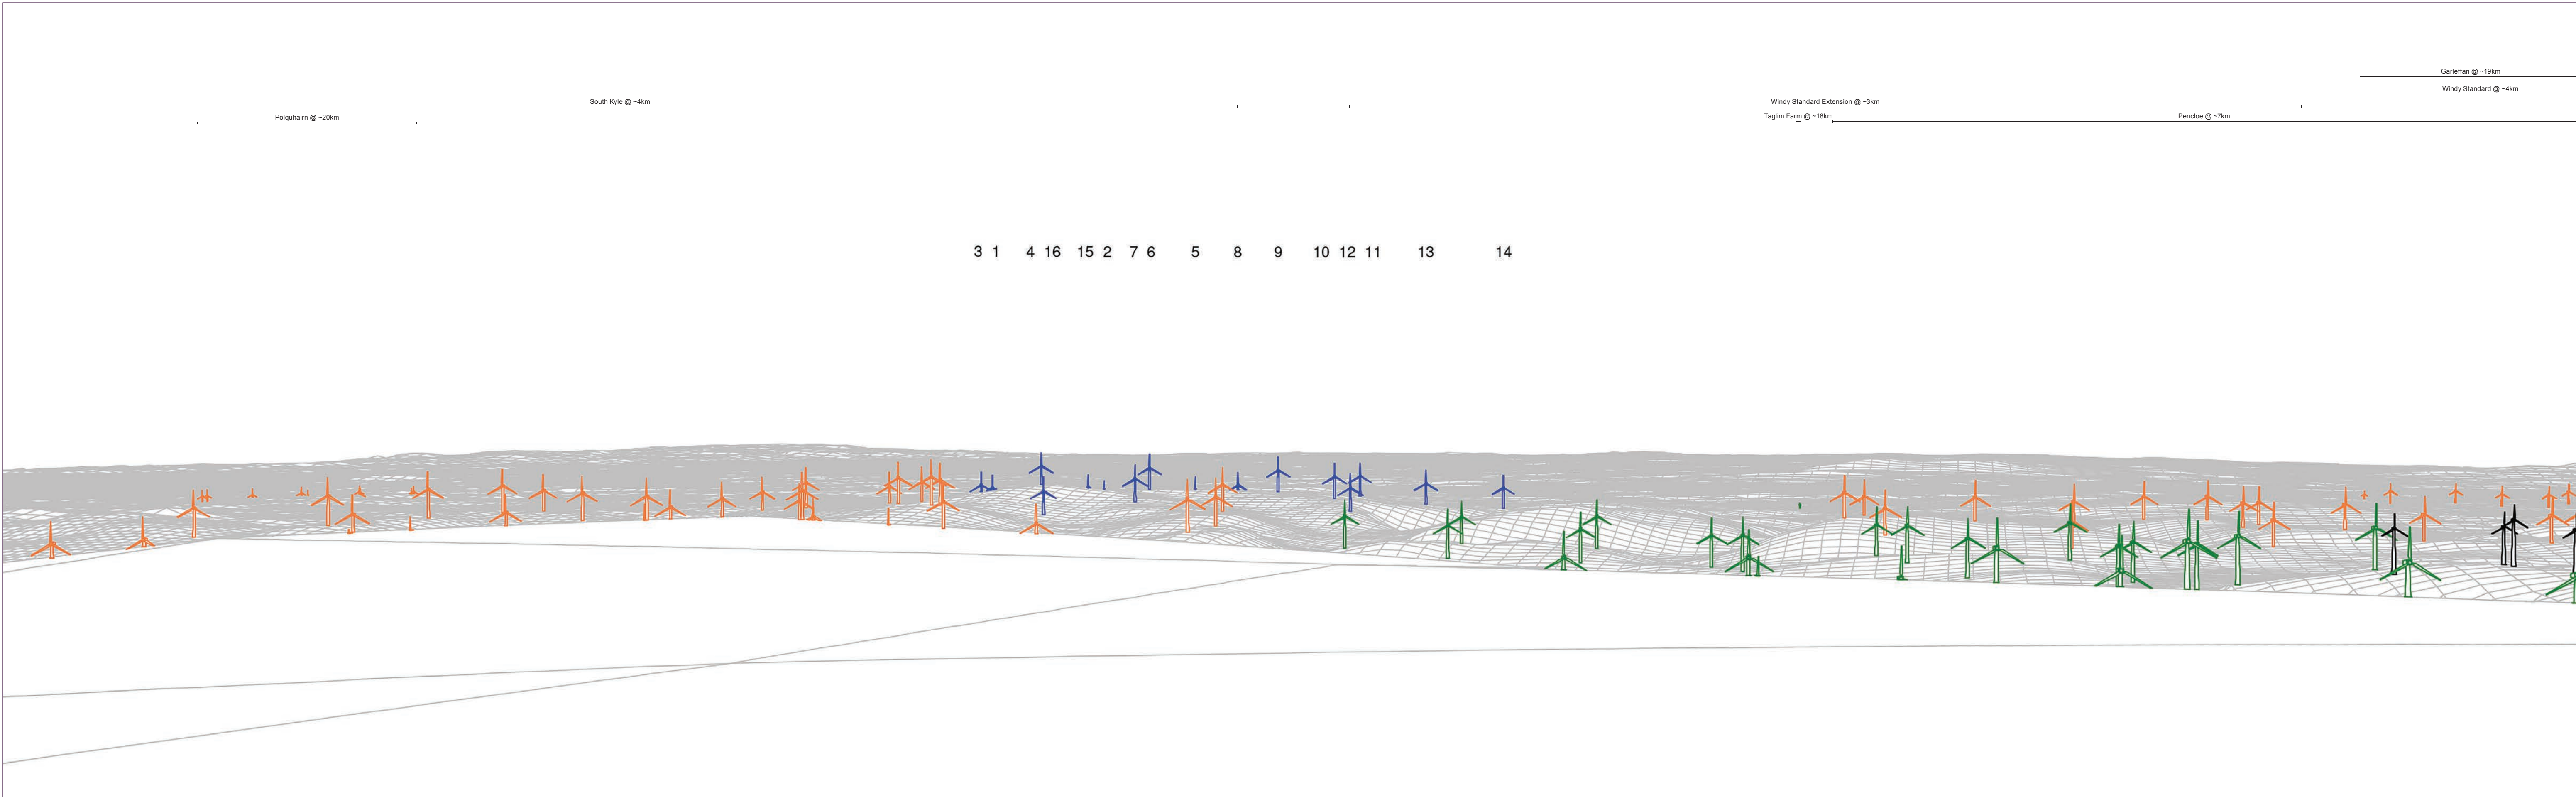 Garleffan @ ~19km
Windy Standard @ ~4km
South Kyle @ ~4km
Windy Standard Extension @ ~3km
Polquhairn @ ~20km
Taglim Farm @ ~18km
Pencloe @ ~7km
3 1 4 16 15 2 7 6 5 8 9 10 12 11 13 14